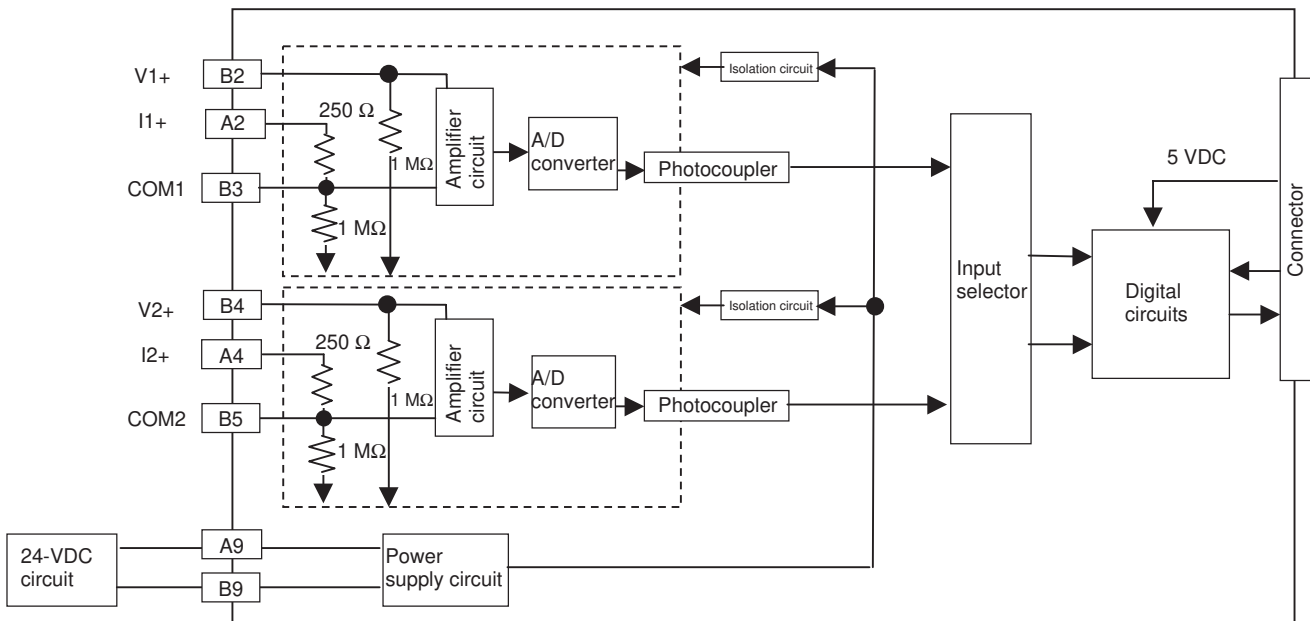 V1+
B2
I1+
A2
COM1
B3
250 Ω
1 MΩ
1 MΩ
Amplifier
circuit
A/D
converter
Photocoupler
Isolation circuit
V2+
B4
I2+
A4
COM2
B5
250 Ω
1 MΩ
1 MΩ
Amplifier
circuit
A/D
converter
Photocoupler
Isolation circuit
Input
selector
5 VDC
Digital
circuits
Connector
24-VDC
circuit
A9
B9
Power
supply circuit